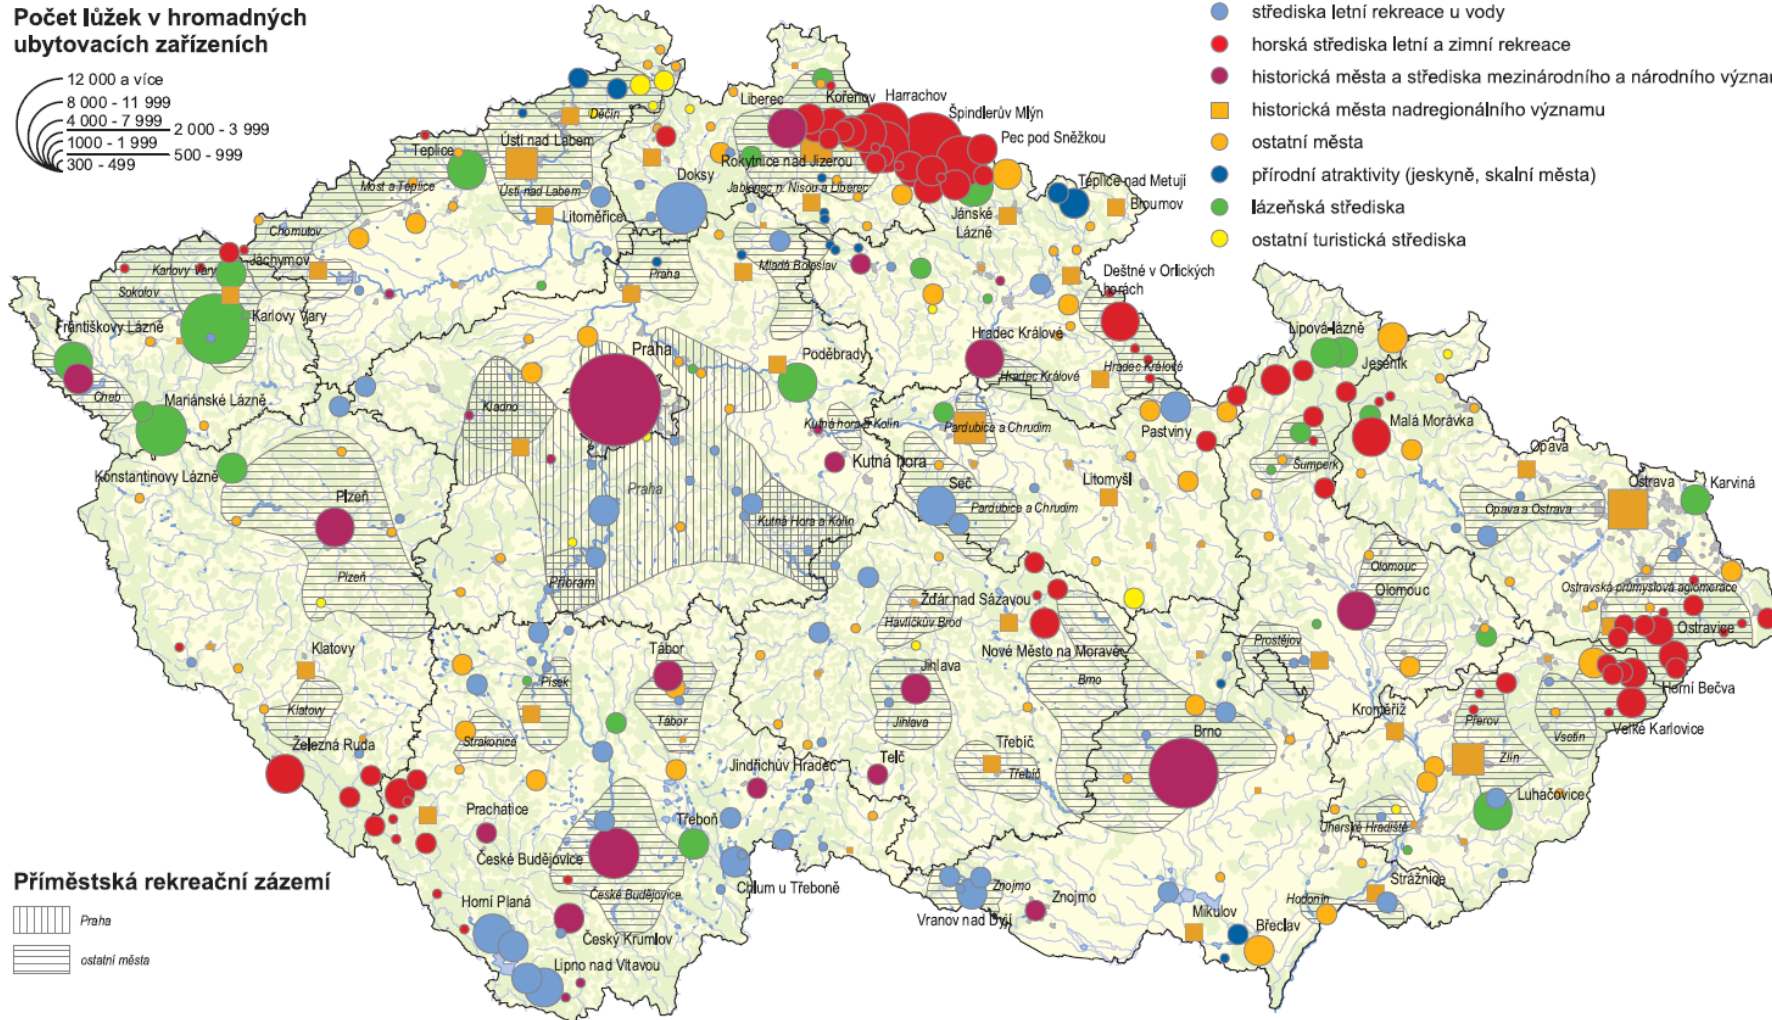 Počet lůžek v hromadných
ubytovacích zařízeních
12 000 a více
8 000 - 11 999
4 000 - 7 999
2 000 - 3 999
1000 - 1 999
500 - 999
300 - 499
střediska letní rekreace u vody
horská střediska letní a zimní rekreace
historická města a střediska mezinárodního a národního význam
historická města nadregionálního významu
ostatní města
přírodní atraktivity (jeskyně, skalní města)
lázeňská střediska
ostatní turistická střediska
Liberec
Kořenov
Harrachov
Špindlerův Mlýn
Pec pod Sněžkou
Děčín
Ústí nad Labem
Teplice
Rokytnice nad Jizerou
Most a Teplice
Ústí nad Labem
Doksy
Jablonec n. Nisou a Liberec
Teplice nad Metují
Broumov
Litoměřice
Jánské
Lázně
Chomutov
Jáchymov
Karlovy Vary
Sokolov
Praha
Mladá Boleslav
Deštné v Orlických
horách
Františkovy Lázně
Karlovy Vary
Hradec Králové
Lipová-lázně
Praha
Poděbrady
Jeseník
Hradec Králové
Hradec Králové
Cheb
Mariánské Lázně
Kladno
Kutná hora a Kolín
Pardubice a Chrudim
Pastviny
Malá Morávka
Opava
Konstantinovy Lázně
Kutná hora
Šumperk
Litomyšl
Seč
Ostrava
Karviná
Plzeň
Praha
Pardubice a Chrudim
Opava a Ostrava
Kutná Hora a Kolín
Plzeň
Příbram
Olomouc
Olomouc
Ostravská průmyslová aglomerace
Žďár nad Sázavou
Havlíčkův Brod
Ostravice
Prostějov
Klatovy
Tábor
Nové Město na Moravě
Jihlava
Písek
Brno
Horní Bečva
Klatovy
Tábor
Jihlava
Kroměříž
Přerov
Vsetín
Velké Karlovice
Strakonice
Brno
Železná Ruda
Třebíč
Třebíč
Telč
Zlín
Jindřichův Hradec
Luhačovice
Prachatice
Třeboň
Uherské Hradiště
České Budějovice
Chlum u Třeboně
České Budějovice
Znojmo
Strážnice
Hodonín
Příměstská rekreační zázemí
Praha
ostatní města
Horní Planá
Vranov nad Dyjí
Znojmo
Mikulov
Břeclav
Český Krumlov
Lipno nad Vltavou